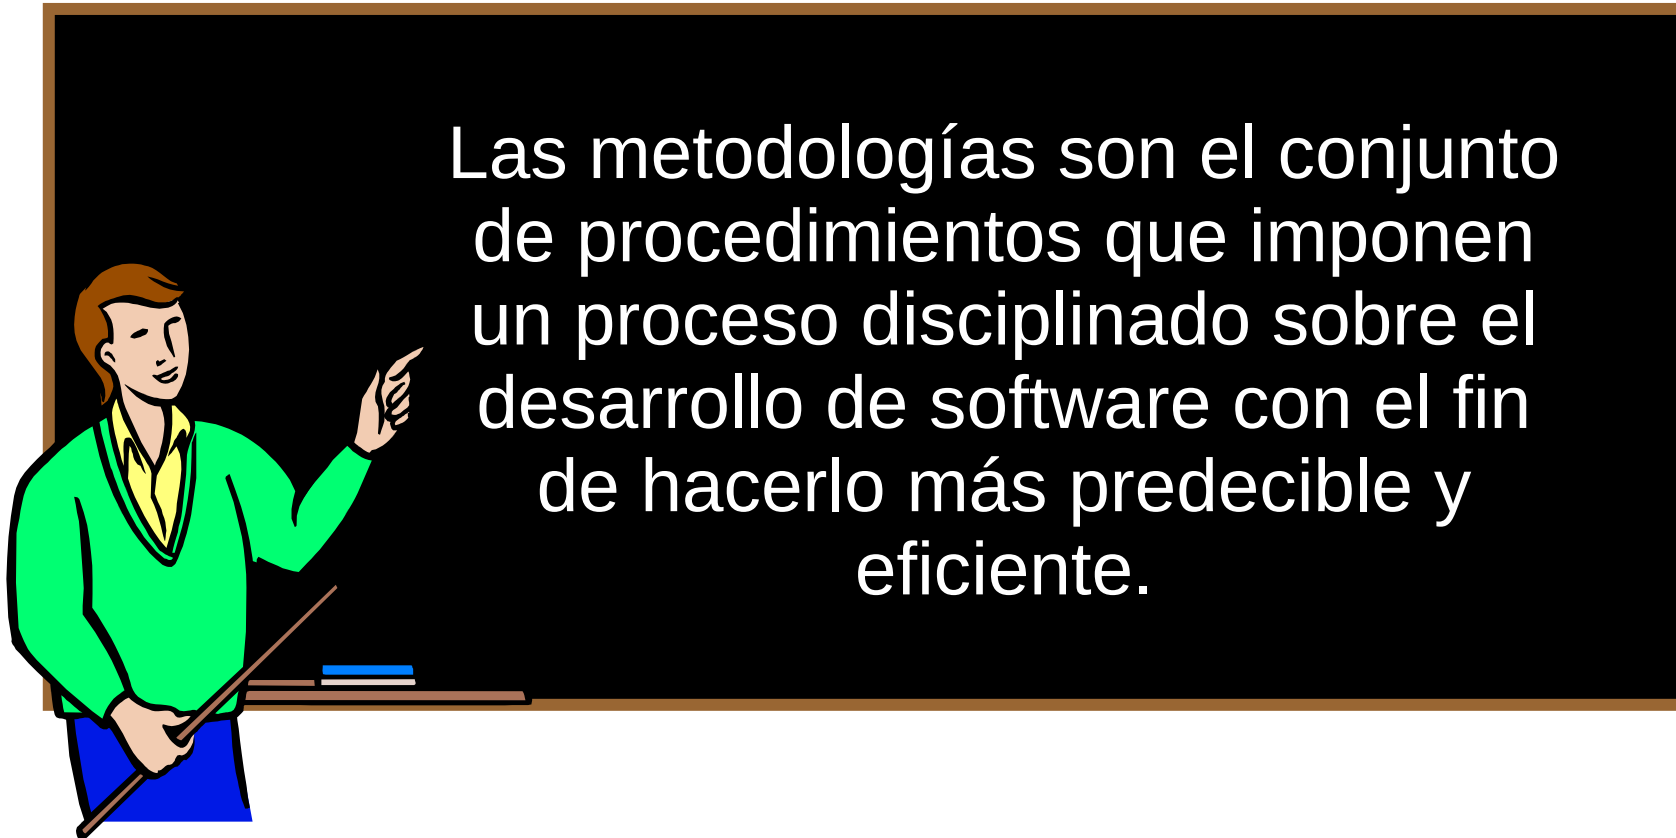 Las metodologías son el conjunto
de procedimientos que imponen
un proceso disciplinado sobre el
desarrollo de software con el fin
de hacerlo más predecible y
eficiente.